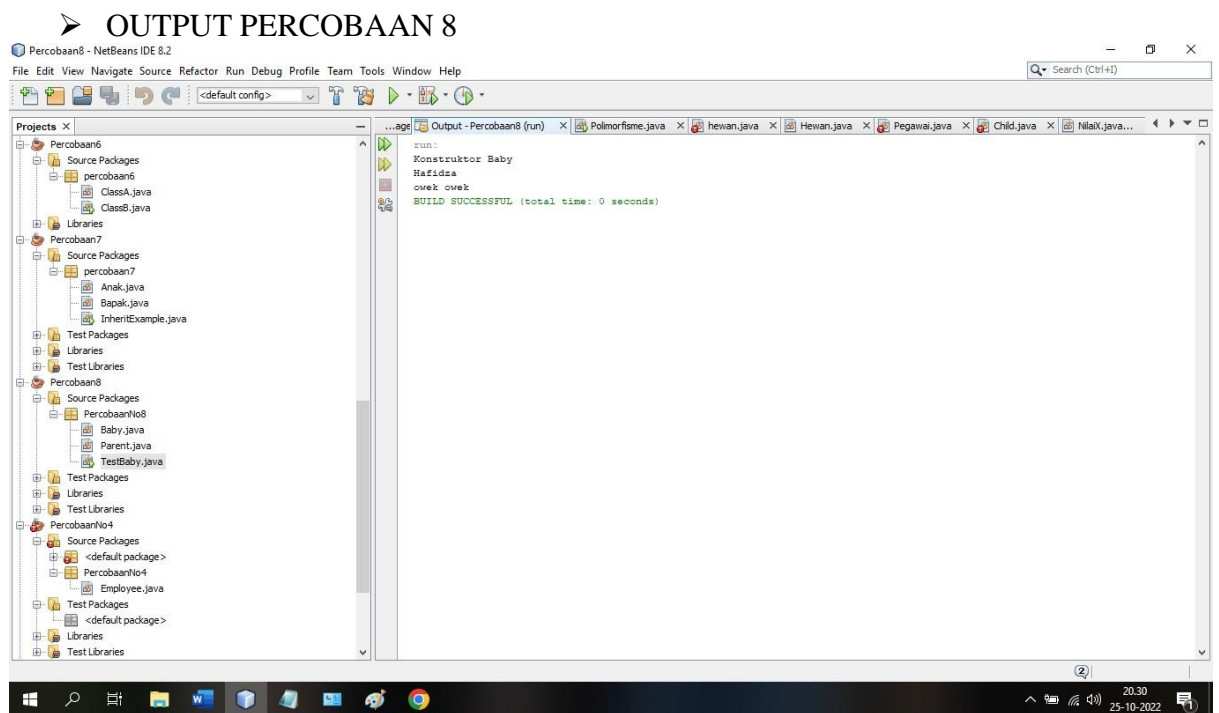 ➢ OUTPUT PERCOBAAN 8
Percobaan8 - NetBeans IDE 8.2
File Edit View Navigate Source Refactor Run Debug Profile Team Tools Window Help
Search (Ctrl+I)
<default config>
Projects
...age Output - Percobaan8 (run) Polimorfisme.java hewan.java Hewan.java Pegawai.java Child.java NilaiX.java...
Percobaan6
Source Packages
percobaan6
ClassA.java
ClassB.java
Libraries
Percobaan7
Source Packages
percobaan7
Anak.java
Bapak.java
InheritExample.java
Test Packages
Libraries
Test Libraries
Percobaan8
Source Packages
PercobaanNo8
Baby.java
Parent.java
TestBaby.java
Test Packages
Libraries
Test Libraries
PercobaanNo4
Source Packages
<default package>
PercobaanNo4
Employee.java
Test Packages
<default package>
Libraries
Test Libraries
run:
Konstruktor Baby
Hafidza
owek owek
BUILD SUCCESSFUL (total time: 0 seconds)
2
20.30
25-10-2022